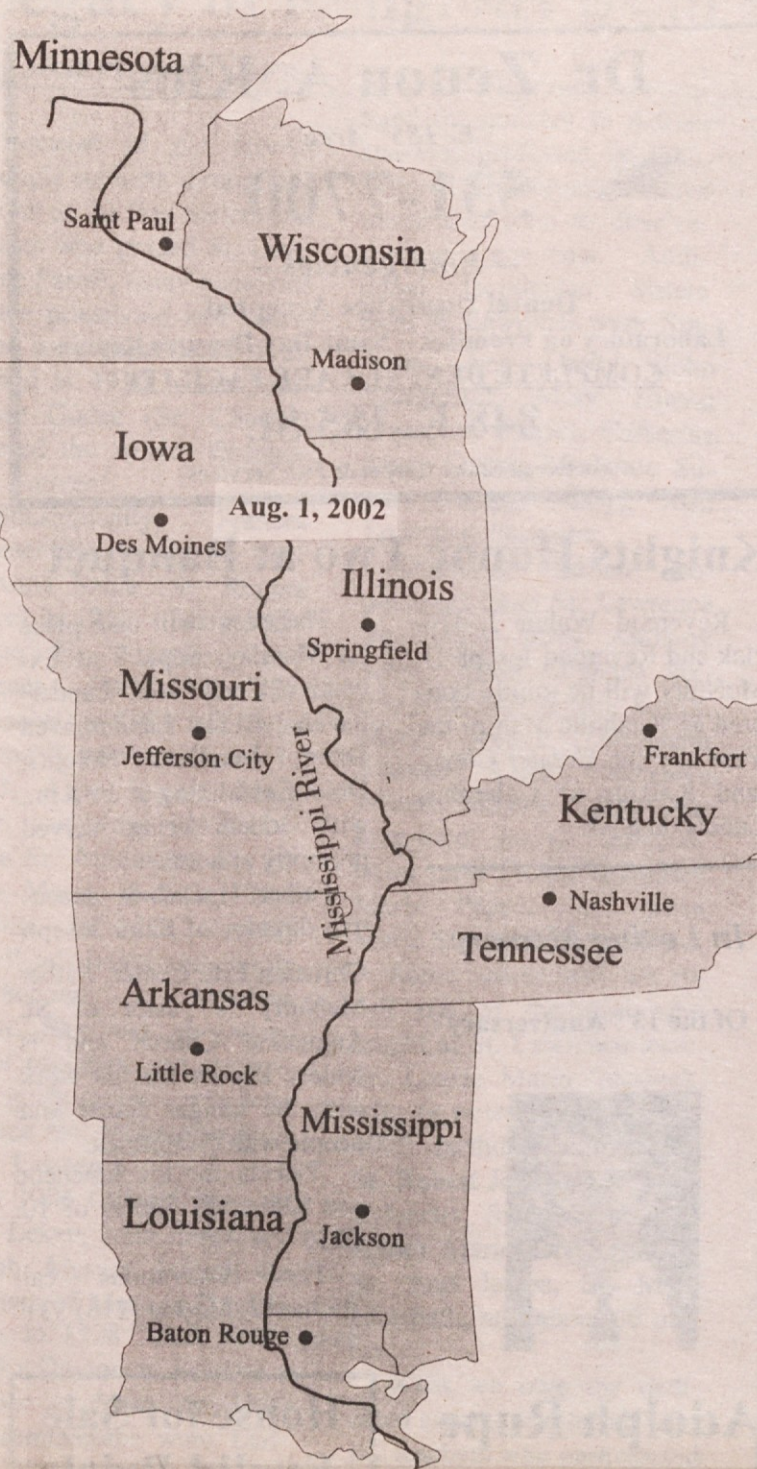 Minnesota
Saint Paul
Wisconsin
Madison
Iowa
Aug. 1, 2002
Des Moines
Illinois
Springfield
Missouri
Jefferson City
Mississippi River
Frankfort
Kentucky
Nashville
Tennessee
Arkansas
Little Rock
Mississippi
Louisiana
Jackson
Baton Rouge